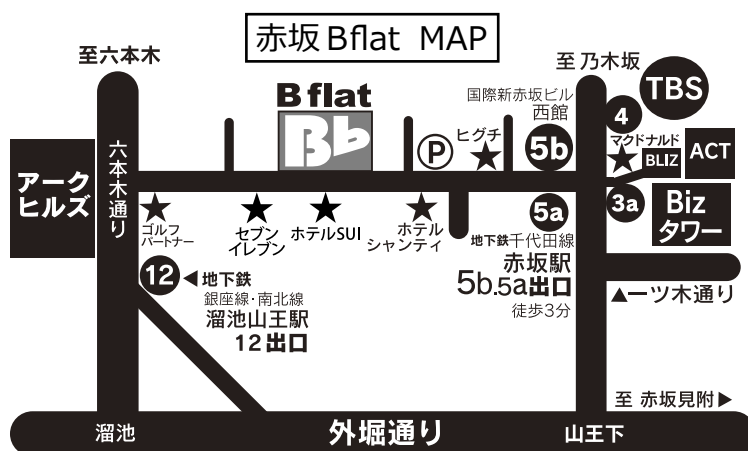 赤坂 Bflat MAP
至六本木
至 乃木坂
TBS
B flat
Bb
国際新赤坂ビル
西館
4
マクドナルド
BLIZ
ACT
P
ヒグチ
5b
アーク
ヒルズ
六本木通り
ゴルフ
パートナー
セブン
イレブン
ホテルSUI
ホテル
シャンティ
5a
3a
Biz
タワー
地下鉄千代田線
赤坂駅
5b.5a出口
徒歩3分
12
◀地下鉄
銀座線・南北線
溜池山王駅
12出口
▲一ツ木通り
至 赤坂見附▶
溜池
外堀通り
山王下